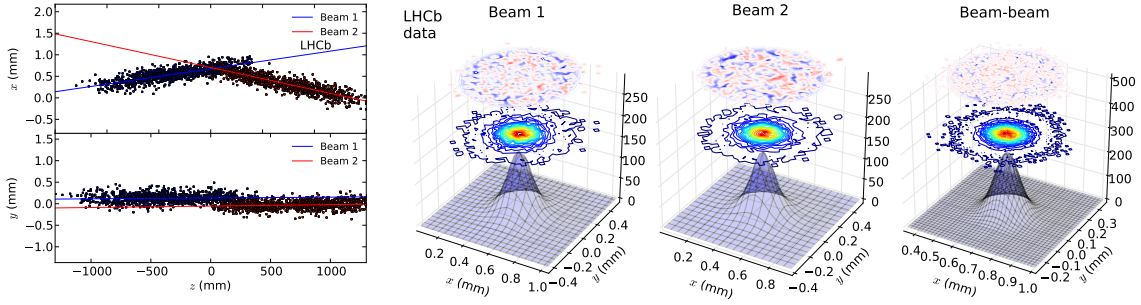 2.0
1.5
1.0
0.5
0.0
−0.5
x (mm)
Beam 1
Beam 2
LHCb
1.5
1.0
0.5
0.0
−0.5
−1.0
y (mm)
Beam 1
Beam 2
−1000 −500 0 500 1000
z (mm)
LHCb
data
Beam 1
250
200
150
100
50
0
0.2 0.4 0.6 0.8 1.0
x (mm)
−0.4 −0.2 0.0 0.2 0.4
y (mm)
Beam 2
250
200
150
100
50
0
0.2 0.4 0.6 0.8
x (mm)
−0.4 −0.2 0.0 0.2 0.4
y (mm)
Beam-beam
500
400
300
200
100
0
0.4 0.5 0.6 0.7 0.8 0.9 1.0
x (mm)
−0.2 −0.1 0.0 0.1 0.2 0.3
y (mm)